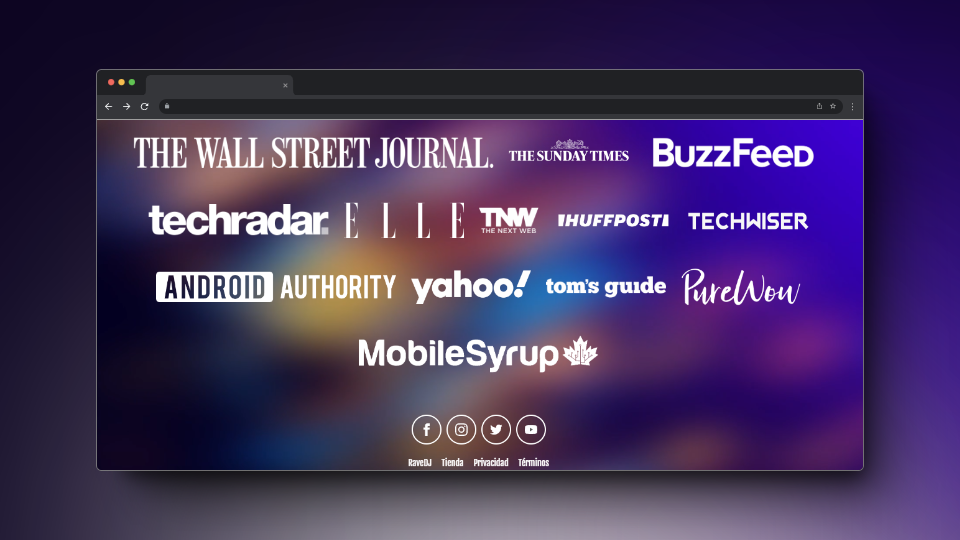 THE WALL STREET JOURNAL. THE SUNDAY TIMES BuzzFeed
techradar. ELLE TNW THE NEXT WEB HUFFPOST TECHWISER
ANDROID AUTHORITY yahoo! tom's guide PureWow
MobileSyrup
RaveDJ Tienda Privacidad Términos